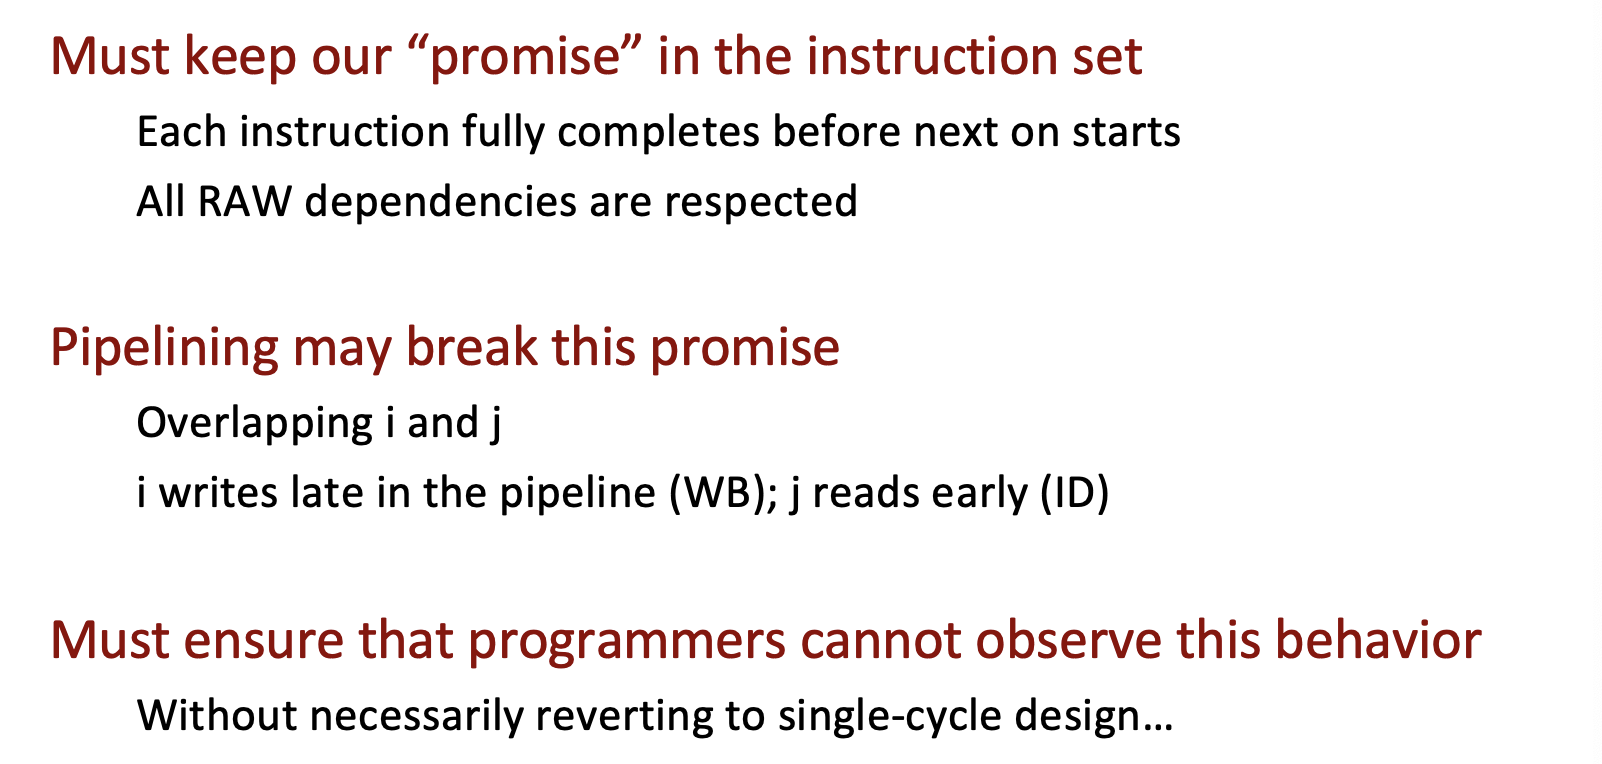 Must keep our “promise” in the instruction set
Each instruction fully completes before next on starts
All RAW dependencies are respected
Pipelining may break this promise
Overlapping i and j
i writes late in the pipeline (WB); j reads early (ID)
Must ensure that programmers cannot observe this behavior
Without necessarily reverting to single-cycle design…